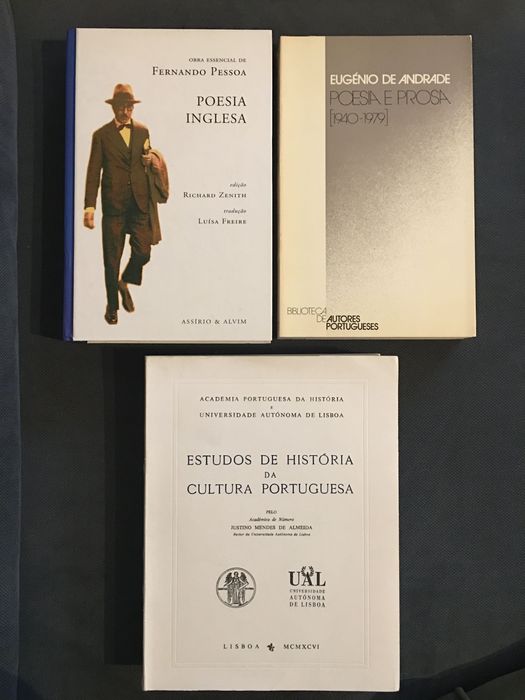 OBRA ESSENCIAL DE
FERNANDO PESSOA
POESIA
INGLESA
edição
RICHARD ZENITH
tradução
LUÍSA FREIRE
ASSÍRIO & ALVIM
EUGÉNIO DE ANDRADE
POESIA E PROSA
[1940-1979]
BIBLIOTECA
DE AUTORES
PORTUGUESES
ACADEMIA PORTUGUESA DA HISTÓRIA
E
UNIVERSIDADE AUTÓNOMA DE LISBOA
ESTUDOS DE HISTÓRIA
DA
CULTURA PORTUGUESA
PELO
Académico de Número
JUSTINO MENDES DE ALMEIDA
Reitor da Universidade Autónoma de Lisboa
UAL
UNIVERSIDADE
AUTÓNOMA
DE LISBOA
LISBOA MCMXCVI